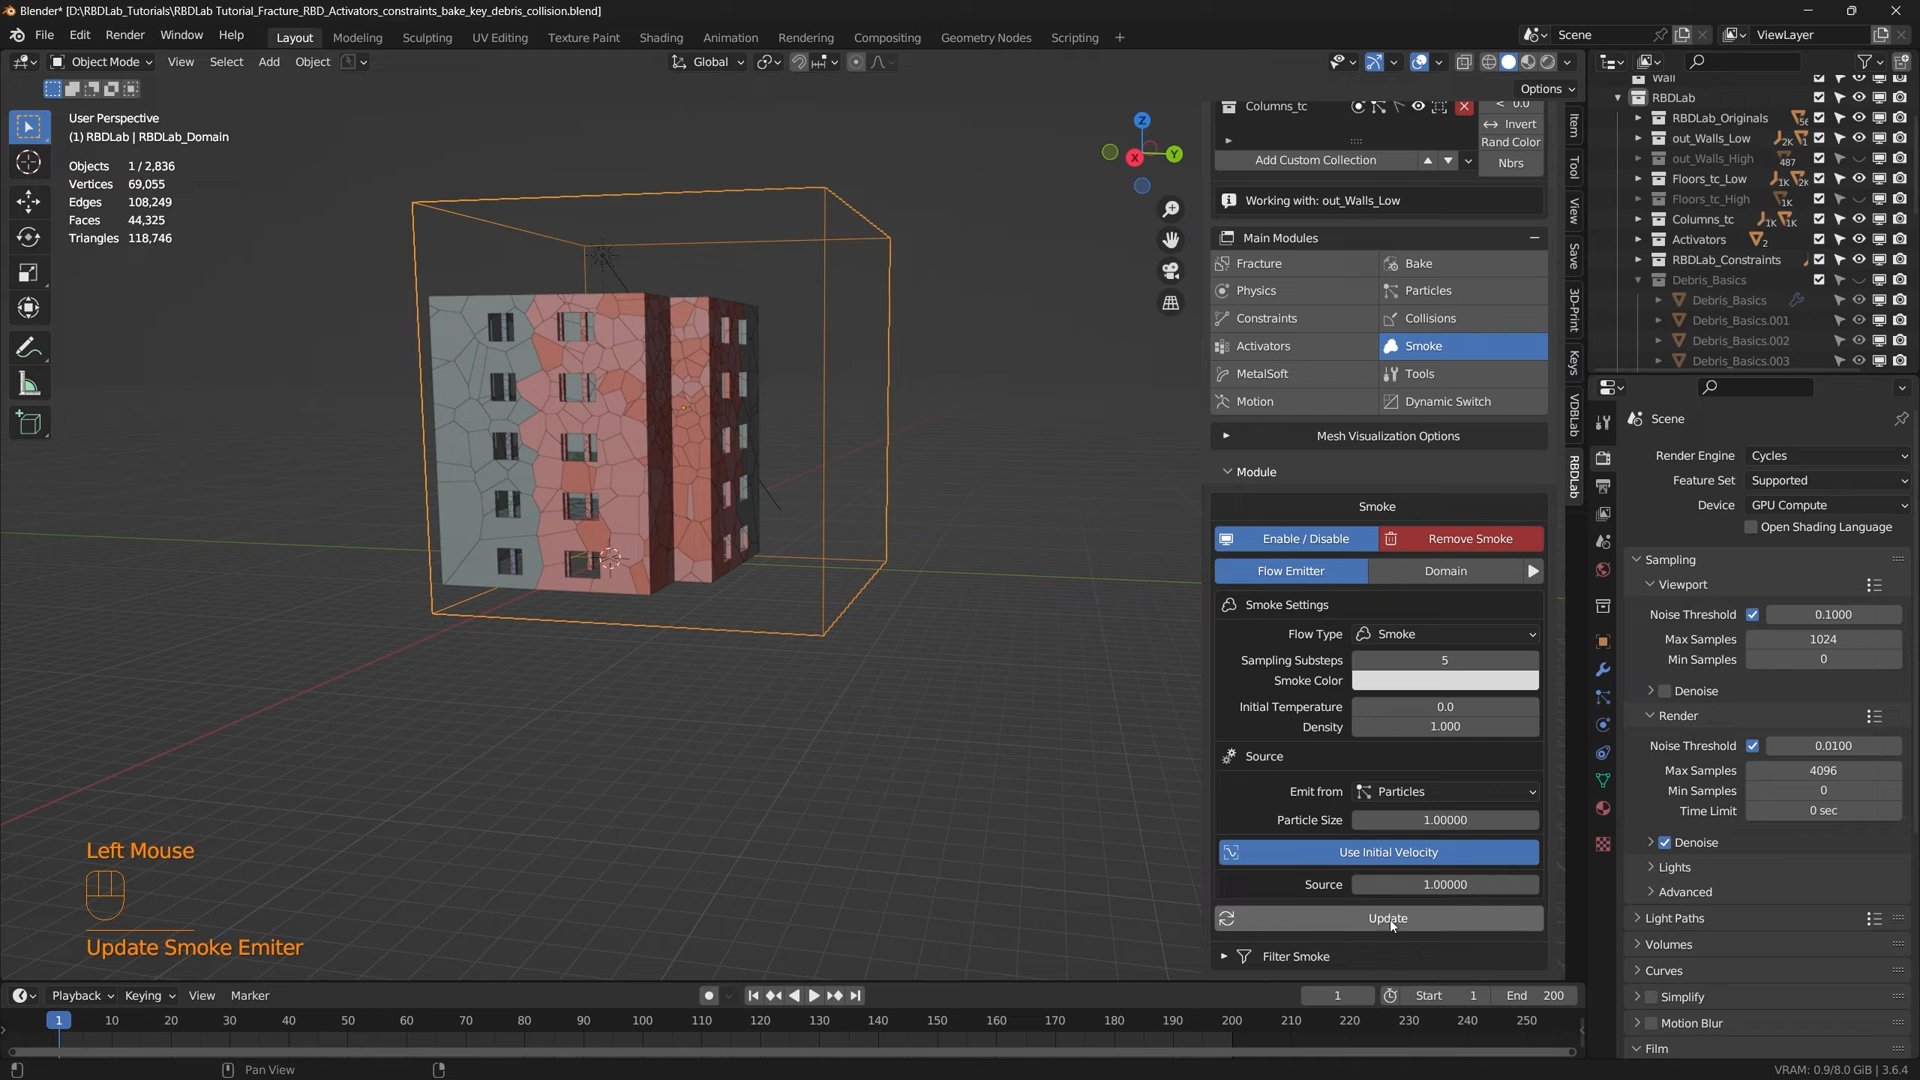 Blender* [D:\RBDLab_Tutorials\RBDLab Tutorial_Fracture_RBD_Activators_constraints_bake_key_debris_collision.blend]
File Edit Render Window Help
Layout Modeling Sculpting UV Editing Texture Paint Shading Animation Rendering Compositing Geometry Nodes Scripting +
Scene
ViewLayer
Object Mode View Select Add Object
Global
Options
User Perspective
(1) RBDLab | RBDLab_Domain
Objects 1 / 2,836
Vertices 69,055
Edges 108,249
Faces 44,325
Triangles 118,746
Z
Y
X
Columns_tc
< 0.0
Invert
Rand Color
Add Custom Collection
Nbrs
Working with: out_Walls_Low
Main Modules
Fracture
Bake
Physics
Particles
Constraints
Collisions
Activators
Smoke
MetalSoft
Tools
Motion
Dynamic Switch
Mesh Visualization Options
Module
Smoke
Enable / Disable
Remove Smoke
Flow Emitter
Domain
Smoke Settings
Flow Type Smoke
Sampling Substeps 5
Smoke Color
Initial Temperature 0.0
Density 1.000
Source
Emit from Particles
Particle Size 1.00000
Use Initial Velocity
Source 1.00000
Update
Filter Smoke
Item
Tool
View
Save
3D-Print
Keys
VDBLab
RBDLab
Wall
RBDLab
RBDLab_Originals
out_Walls_Low 2K
out_Walls_High 487
Floors_tc_Low 1K 2K
Floors_tc_High 1K
Columns_tc 1K 1K
Activators 2
RBDLab_Constraints
Debris_Basics
Debris_Basics
Debris_Basics.001
Debris_Basics.002
Debris_Basics.003
Scene
Render Engine Cycles
Feature Set Supported
Device GPU Compute
Open Shading Language
Sampling
Viewport
Noise Threshold 0.1000
Max Samples 1024
Min Samples 0
Denoise
Render
Noise Threshold 0.0100
Max Samples 4096
Min Samples 0
Time Limit 0 sec
Denoise
Lights
Advanced
Light Paths
Volumes
Curves
Simplify
Motion Blur
Film
Left Mouse
Update Smoke Emiter
Playback Keying View Marker
1
Start 1
End 200
1 10 20 30 40 50 60 70 80 90 100 110 120 130 140 150 160 170 180 190 200 210 220 230 240 250
Pan View
VRAM: 0.9/8.0 GiB | 3.6.4